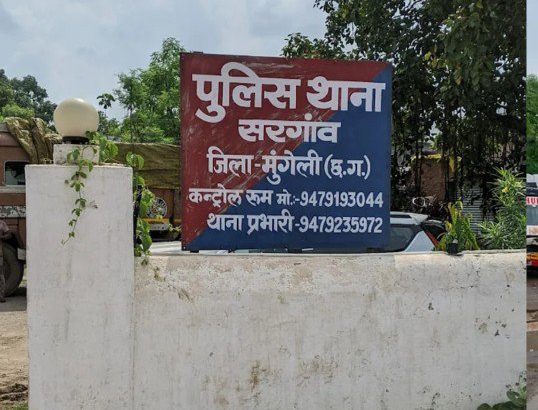 पुलिस थाना
सरगांव
जिला-मुंगेली (छ.ग.)
कन्ट्रोल रूम मो:-9479193044
थाना प्रभारी-9479235972